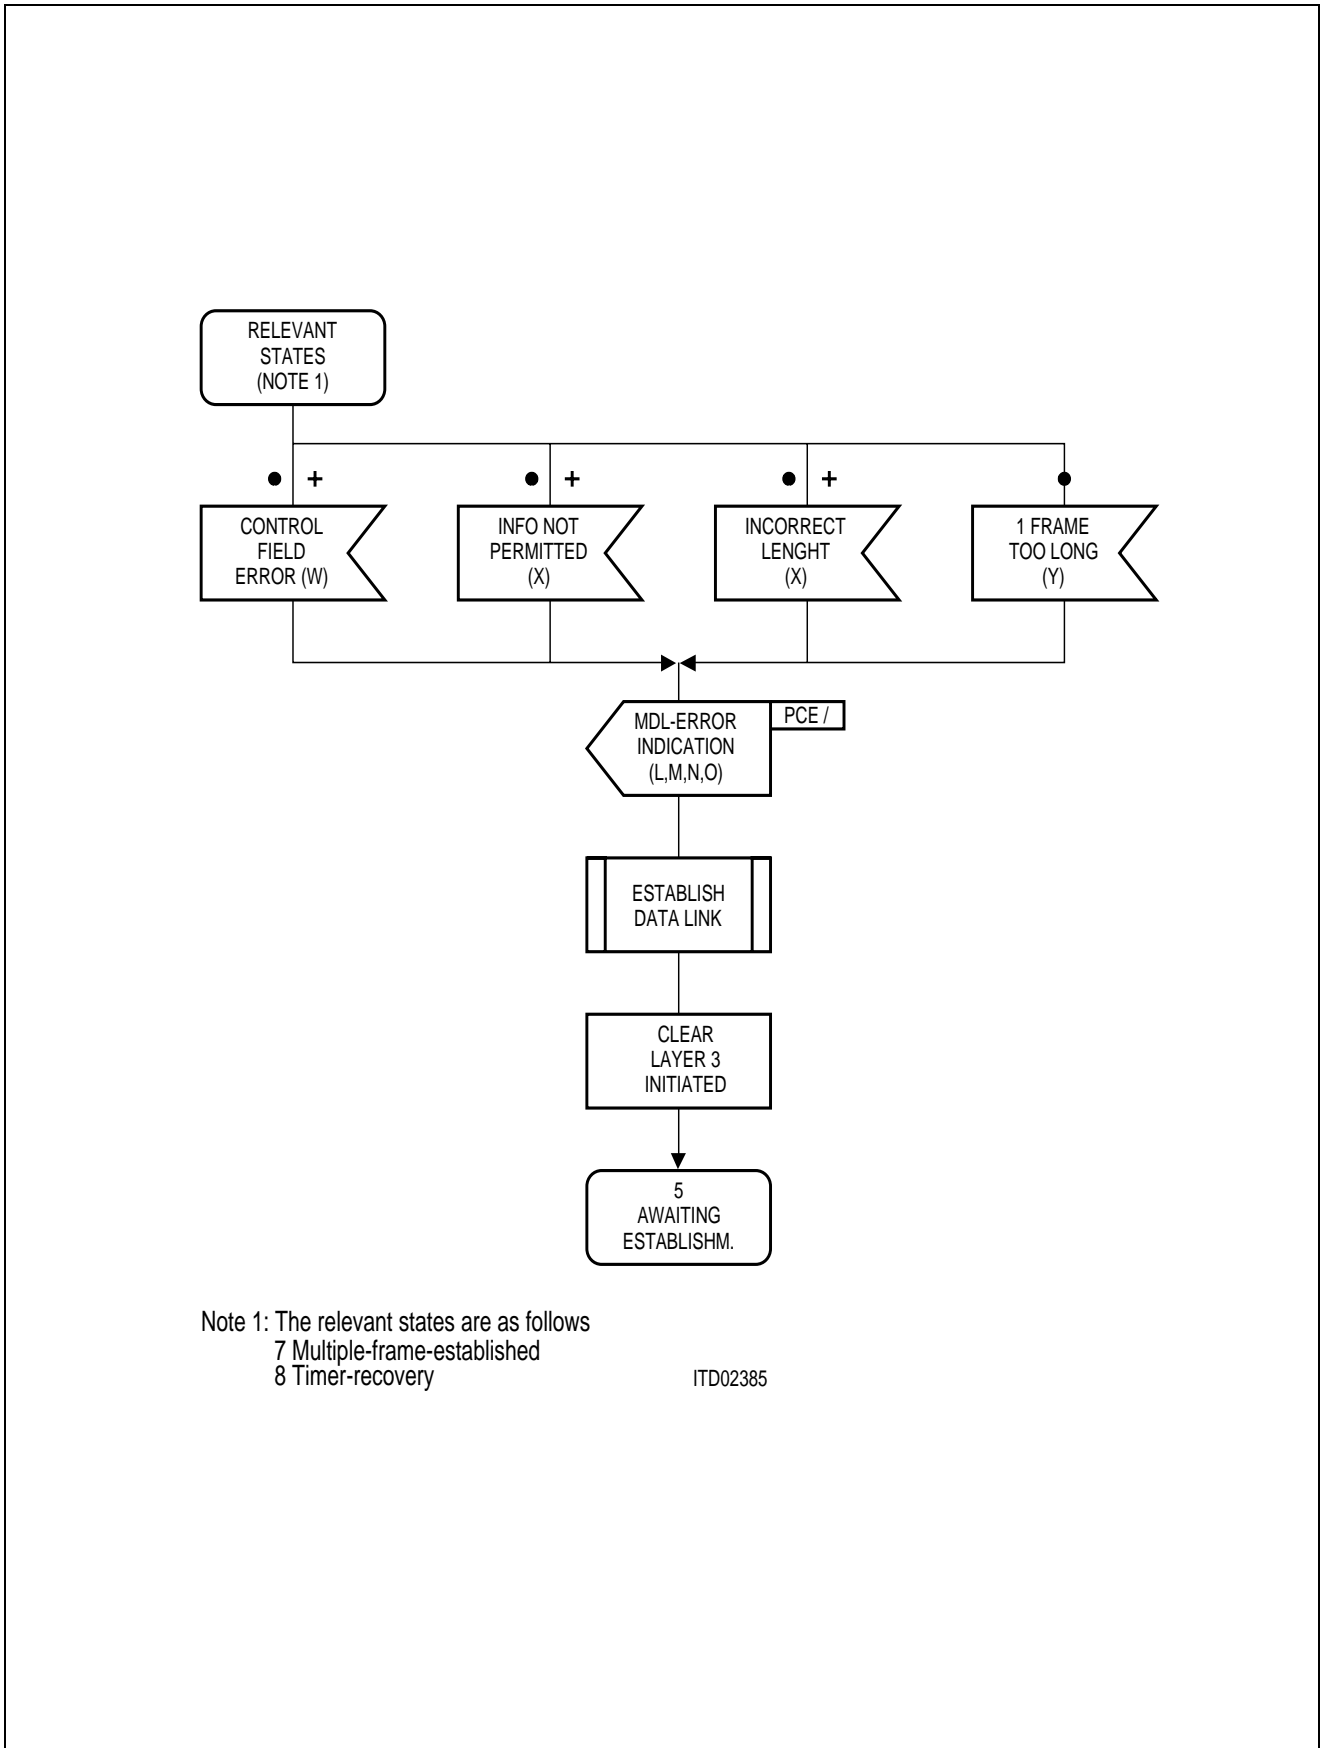 RELEVANT
STATES
(NOTE 1)
+
+
+
CONTROL
FIELD
ERROR (W)
INFO NOT
PERMITTED
(X)
INCORRECT
LENGHT
(X)
1 FRAME
TOO LONG
(Y)
MDL-ERROR
INDICATION
(L,M,N,O)
PCE /
ESTABLISH
DATA LINK
CLEAR
LAYER 3
INITIATED
5
AWAITING
ESTABLISHM.
Note 1: The relevant states are as follows
7 Multiple-frame-established
8 Timer-recovery
ITD02385